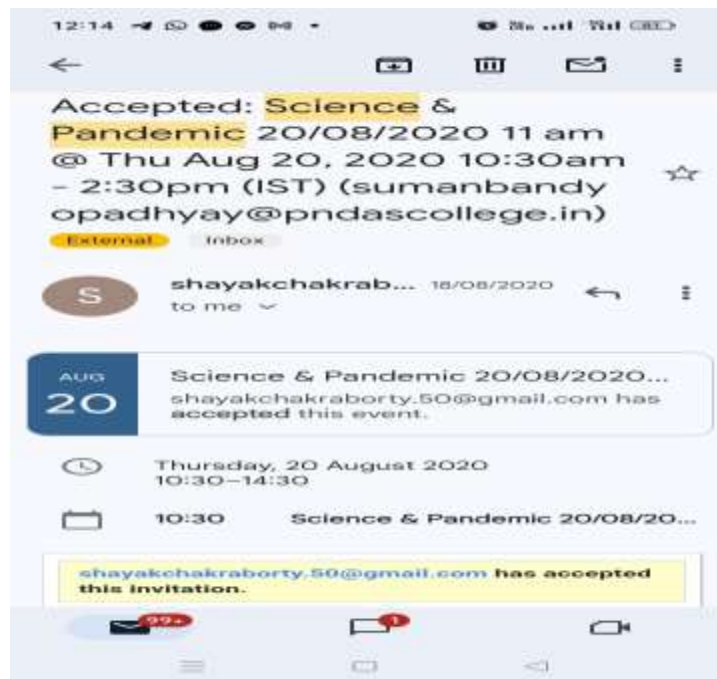 12:14
Accepted: Science &
Pandemic 20/08/2020 11 am
@ Thu Aug 20, 2020 10:30am
- 2:30pm (IST) (sumanbandy
opadhyay@pndascollege.in)
External Inbox
S
shayakchakrab... 18/08/2020
to me
AUG
20
Science & Pandemic 20/08/2020...
shayakchakraborty.50@gmail.com has
accepted this event.
Thursday, 20 August 2020
10:30–14:30
10:30 Science & Pandemic 20/08/20...
shayakchakraborty.50@gmail.com has accepted
this invitation.
99+ 1